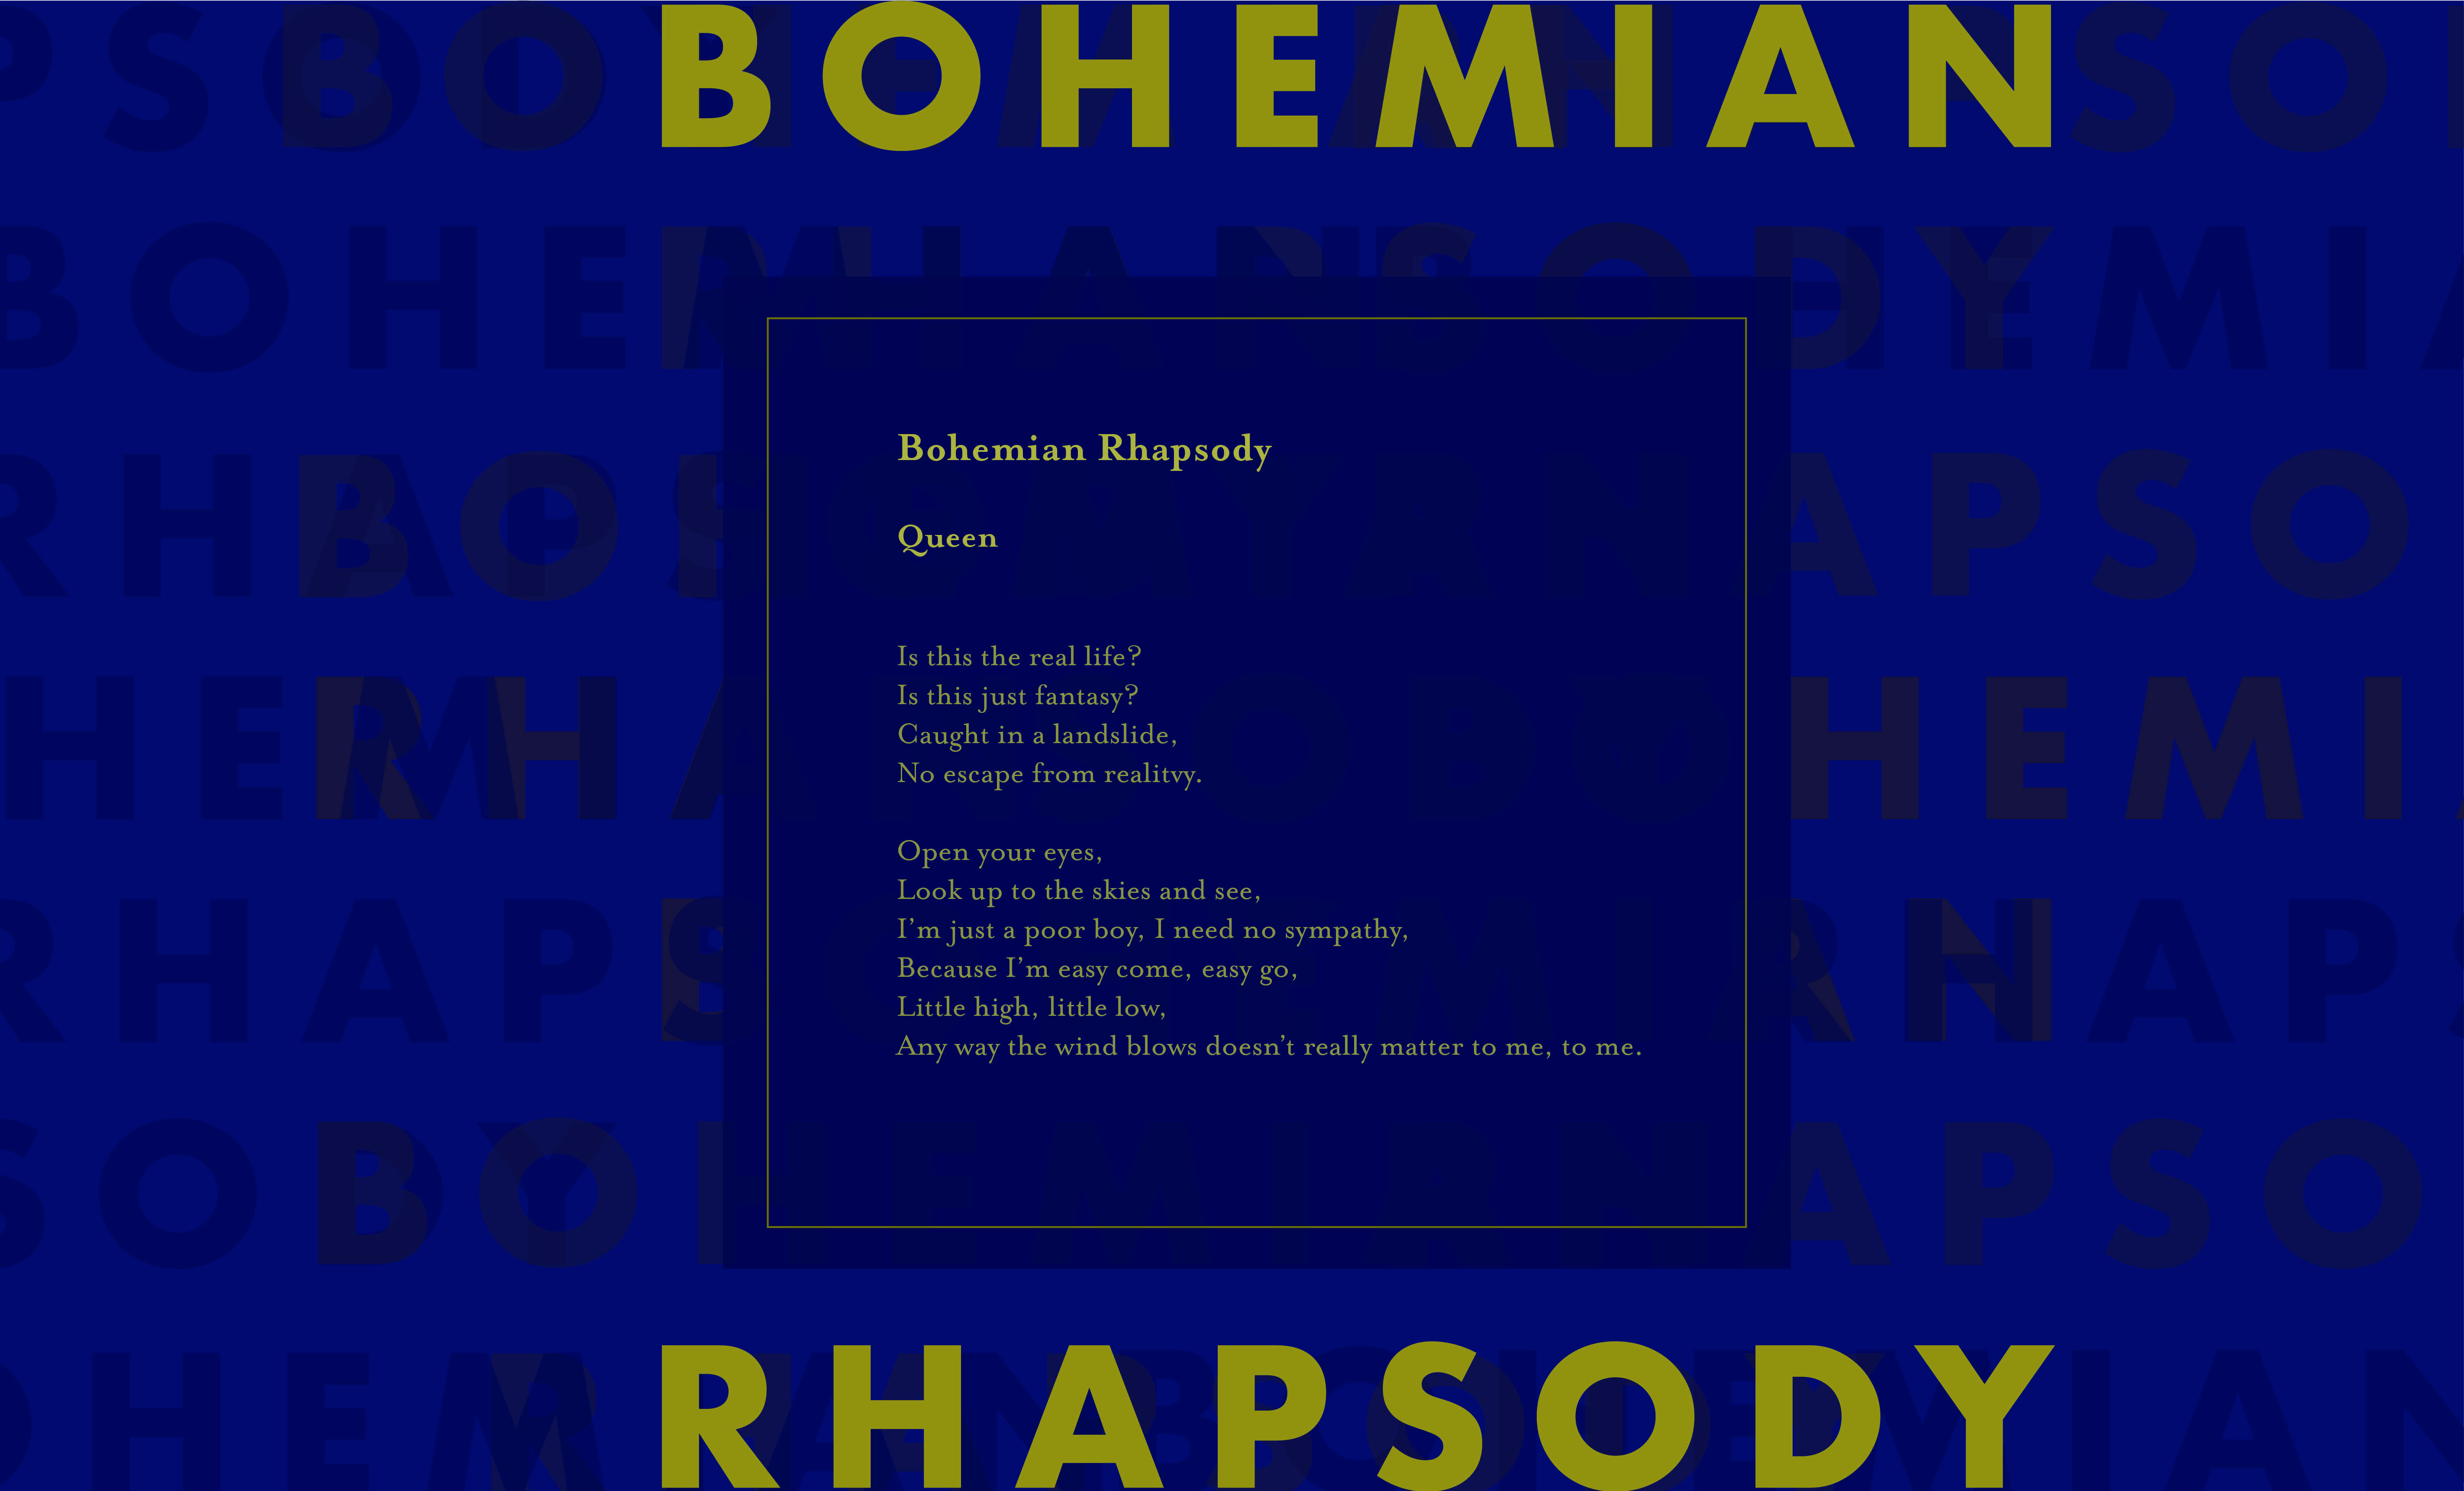 BOHEMIAN
Bohemian Rhapsody
Queen
Is this the real life?
Is this just fantasy?
Caught in a landslide,
No escape from realitvy.
Open your eyes,
Look up to the skies and see,
I’m just a poor boy, I need no sympathy,
Because I’m easy come, easy go,
Little high, little low,
Any way the wind blows doesn’t really matter to me, to me.
RHAPSODY